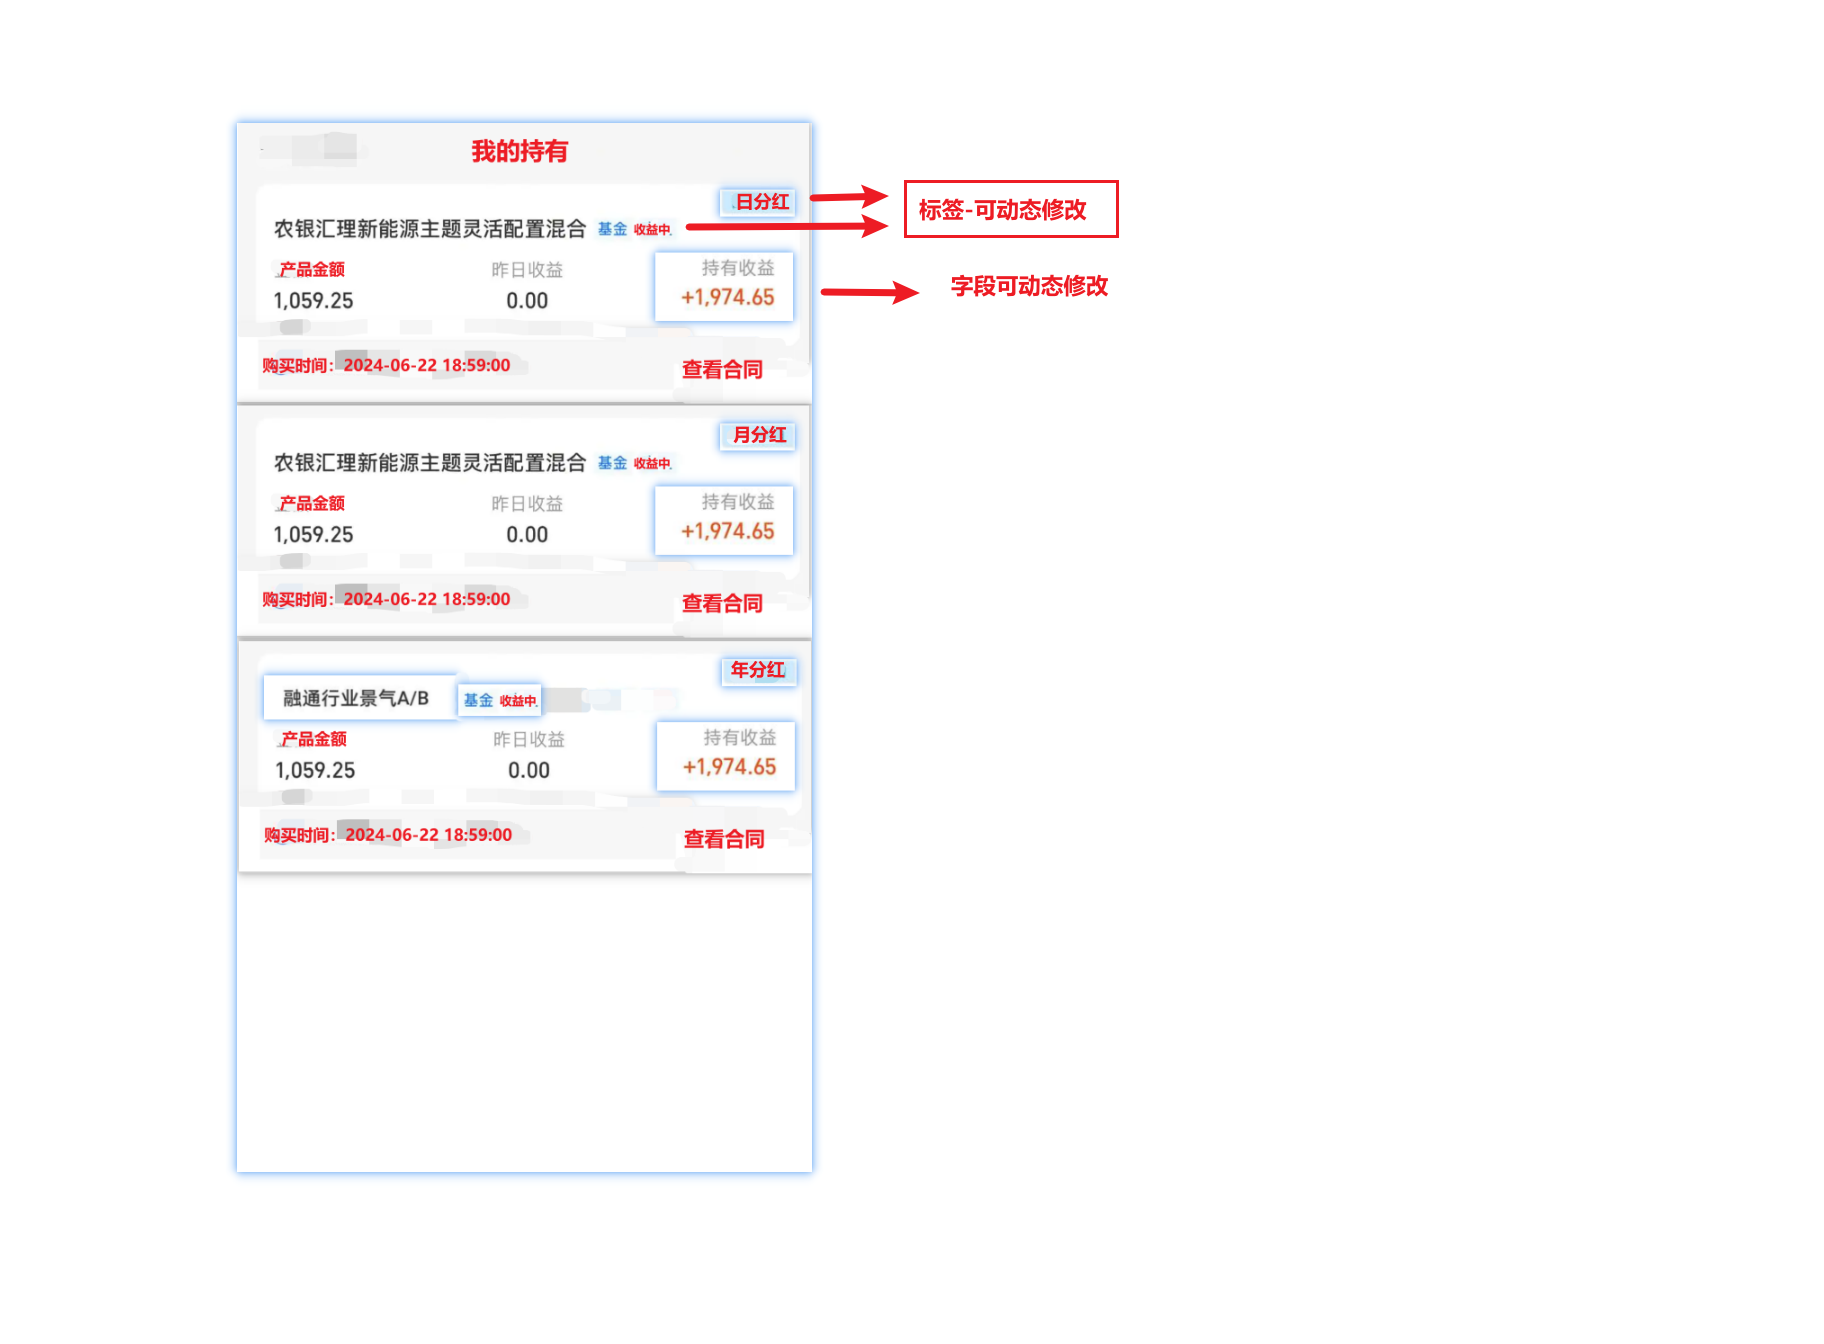 我的持有
日分红
标签-可动态修改
农银汇理新能源主题灵活配置混合 基金 收益中
产品金额 昨日收益 持有收益
1,059.25 0.00 +1,974.65
字段可动态修改
购买时间：2024-06-22 18:59:00 查看合同
月分红
农银汇理新能源主题灵活配置混合 基金 收益中
产品金额 昨日收益 持有收益
1,059.25 0.00 +1,974.65
购买时间：2024-06-22 18:59:00 查看合同
年分红
融通行业景气A/B 基金 收益中
产品金额 昨日收益 持有收益
1,059.25 0.00 +1,974.65
购买时间：2024-06-22 18:59:00 查看合同